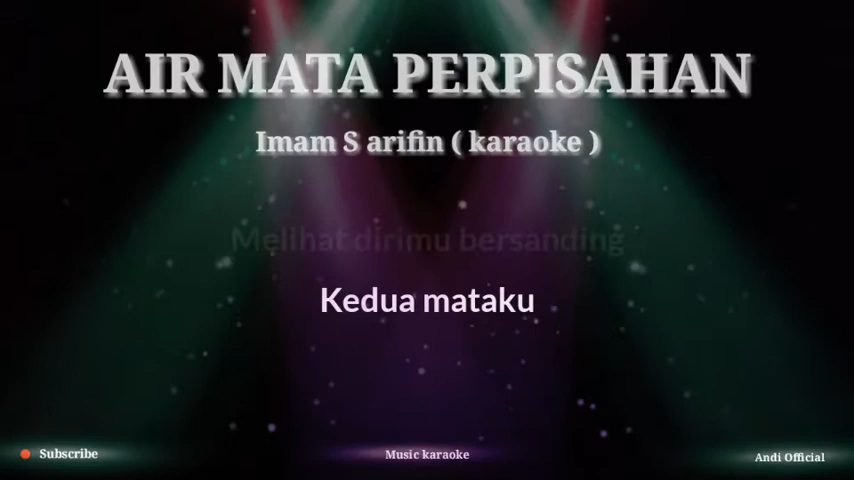 AIR MATA PERPISAHAN
Imam S arifin ( karaoke )
Melihat dirimu bersanding
Kedua mataku
Subscribe
Music karaoke
Andi Official